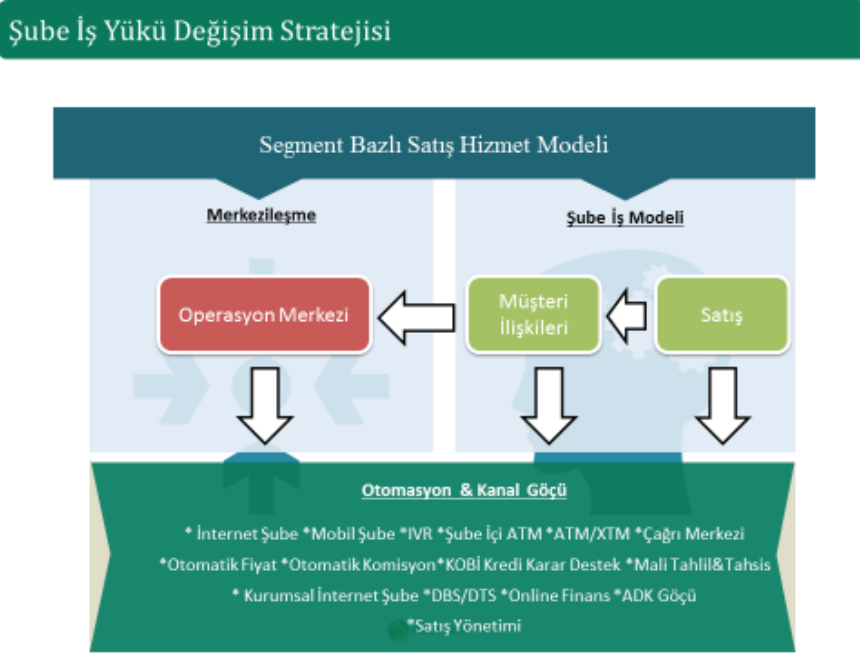 Şube İş Yükü Değişim Stratejisi
Segment Bazlı Satış Hizmet Modeli
Merkezileşme
Şube İş Modeli
Operasyon Merkezi
Müşteri
İlişkileri
Satış
Otomasyon & Kanal Göçü
* İnternet Şube *Mobil Şube *IVR *Şube İçi ATM *ATM/XTM *Çağrı Merkezi
*Otomatik Fiyat *Otomatik Komisyon*KOBİ Kredi Karar Destek *Mali Tahlil&Tahsis
* Kurumsal İnternet Şube *DBS/DTS *Online Finans *ADK Göçü
*Satış Yönetimi